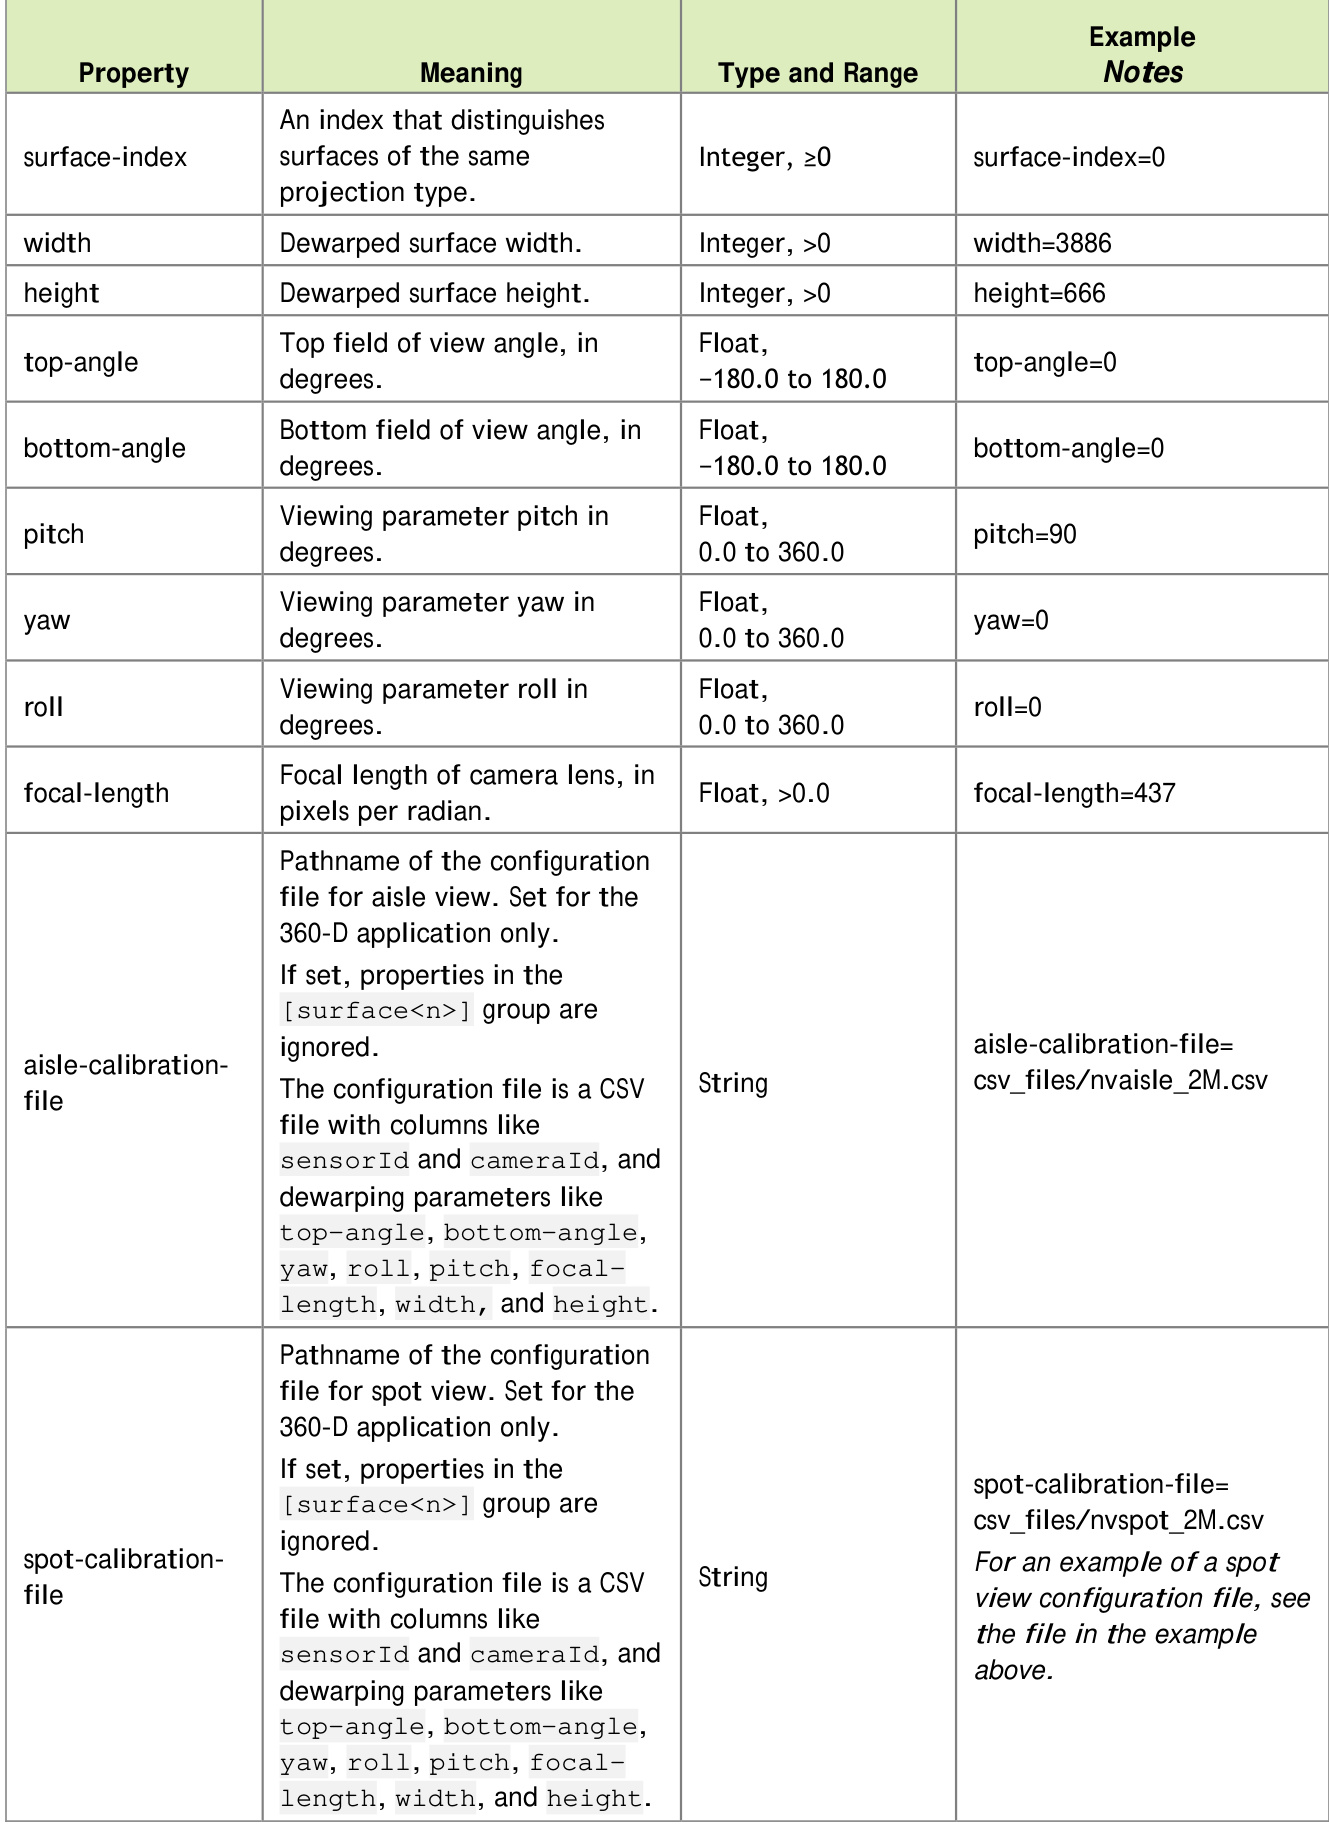 Property
Meaning
Type and Range
Example
Notes
surface-index
An index that distinguishes
surfaces of the same
projection type.
Integer, ≥0
surface-index=0
width
Dewarped surface width.
Integer, >0
width=3886
height
Dewarped surface height.
Integer, >0
height=666
top-angle
Top field of view angle, in
degrees.
Float,
−180.0 to 180.0
top-angle=0
bottom-angle
Bottom field of view angle, in
degrees.
Float,
−180.0 to 180.0
bottom-angle=0
pitch
Viewing parameter pitch in
degrees.
Float,
0.0 to 360.0
pitch=90
yaw
Viewing parameter yaw in
degrees.
Float,
0.0 to 360.0
yaw=0
roll
Viewing parameter roll in
degrees.
Float,
0.0 to 360.0
roll=0
focal-length
Focal length of camera lens, in
pixels per radian.
Float, >0.0
focal-length=437
aisle-calibration-
file
Pathname of the configuration
file for aisle view. Set for the
360-D application only.
If set, properties in the
[surface<n>] group are
ignored.
The configuration file is a CSV
file with columns like
sensorId and cameraId, and
dewarping parameters like
top-angle, bottom-angle,
yaw, roll, pitch, focal-
length, width, and height.
String
aisle-calibration-file=
csv_files/nvaisle_2M.csv
spot-calibration-
file
Pathname of the configuration
file for spot view. Set for the
360-D application only.
If set, properties in the
[surface<n>] group are
ignored.
The configuration file is a CSV
file with columns like
sensorId and cameraId, and
dewarping parameters like
top-angle, bottom-angle,
yaw, roll, pitch, focal-
length, width, and height.
String
spot-calibration-file=
csv_files/nvspot_2M.csv
For an example of a spot
view configuration file, see
the file in the example
above.